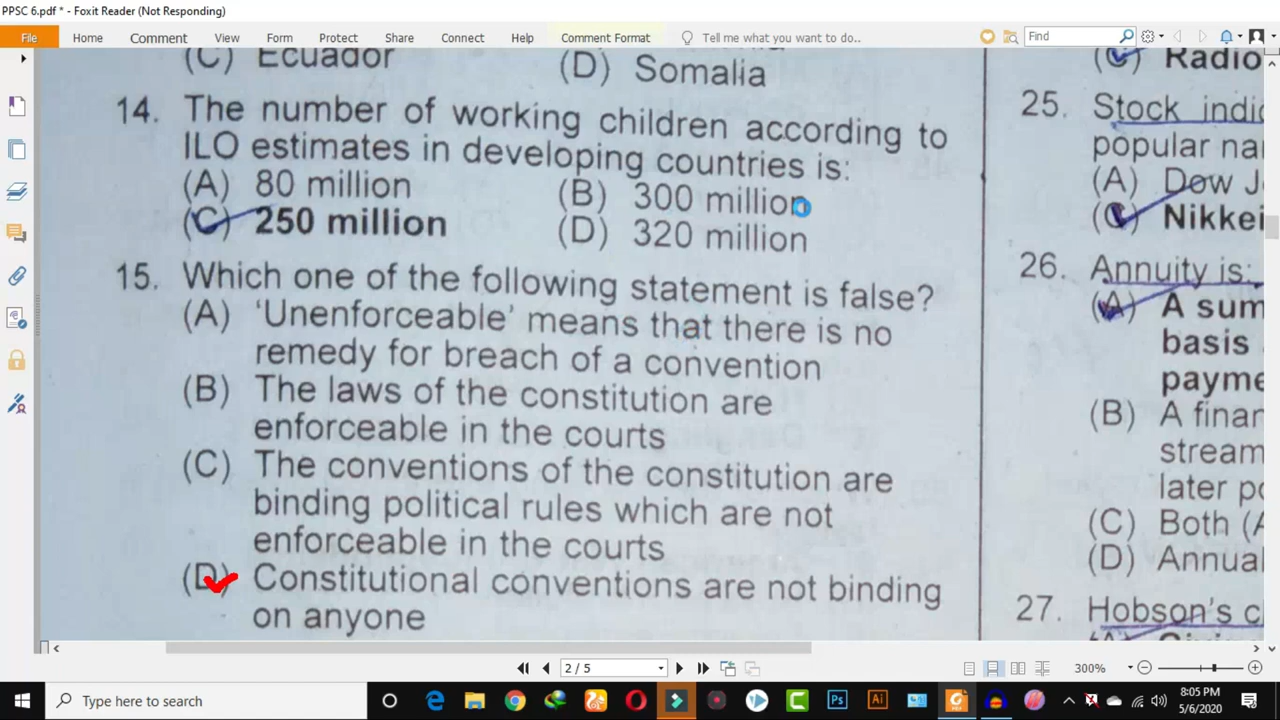 PPSC 6.pdf * - Foxit Reader (Not Responding)
File Home Comment View Form Protect Share Connect Help Comment Format Tell me what you want to do.. Find
(C) Ecuador
(D) Somalia
14. The number of working children according to
ILO estimates in developing countries is:
(A) 80 million (B) 300 million
(C) 250 million (D) 320 million
15. Which one of the following statement is false?
(A) 'Unenforceable' means that there is no
remedy for breach of a convention
(B) The laws of the constitution are
enforceable in the courts
(C) The conventions of the constitution are
binding political rules which are not
enforceable in the courts
(D) Constitutional conventions are not binding
on anyone
(C) Radio
25. Stock indi
popular na
(A) Dow J
(C) Nikkei
26. Annuity is:
(A) A sum
basis
payme
(B) A finan
stream
later po
(C) Both (A
(D) Annual
27. Hobson's c
2 / 5
300%
Type here to search
8:05 PM
5/6/2020